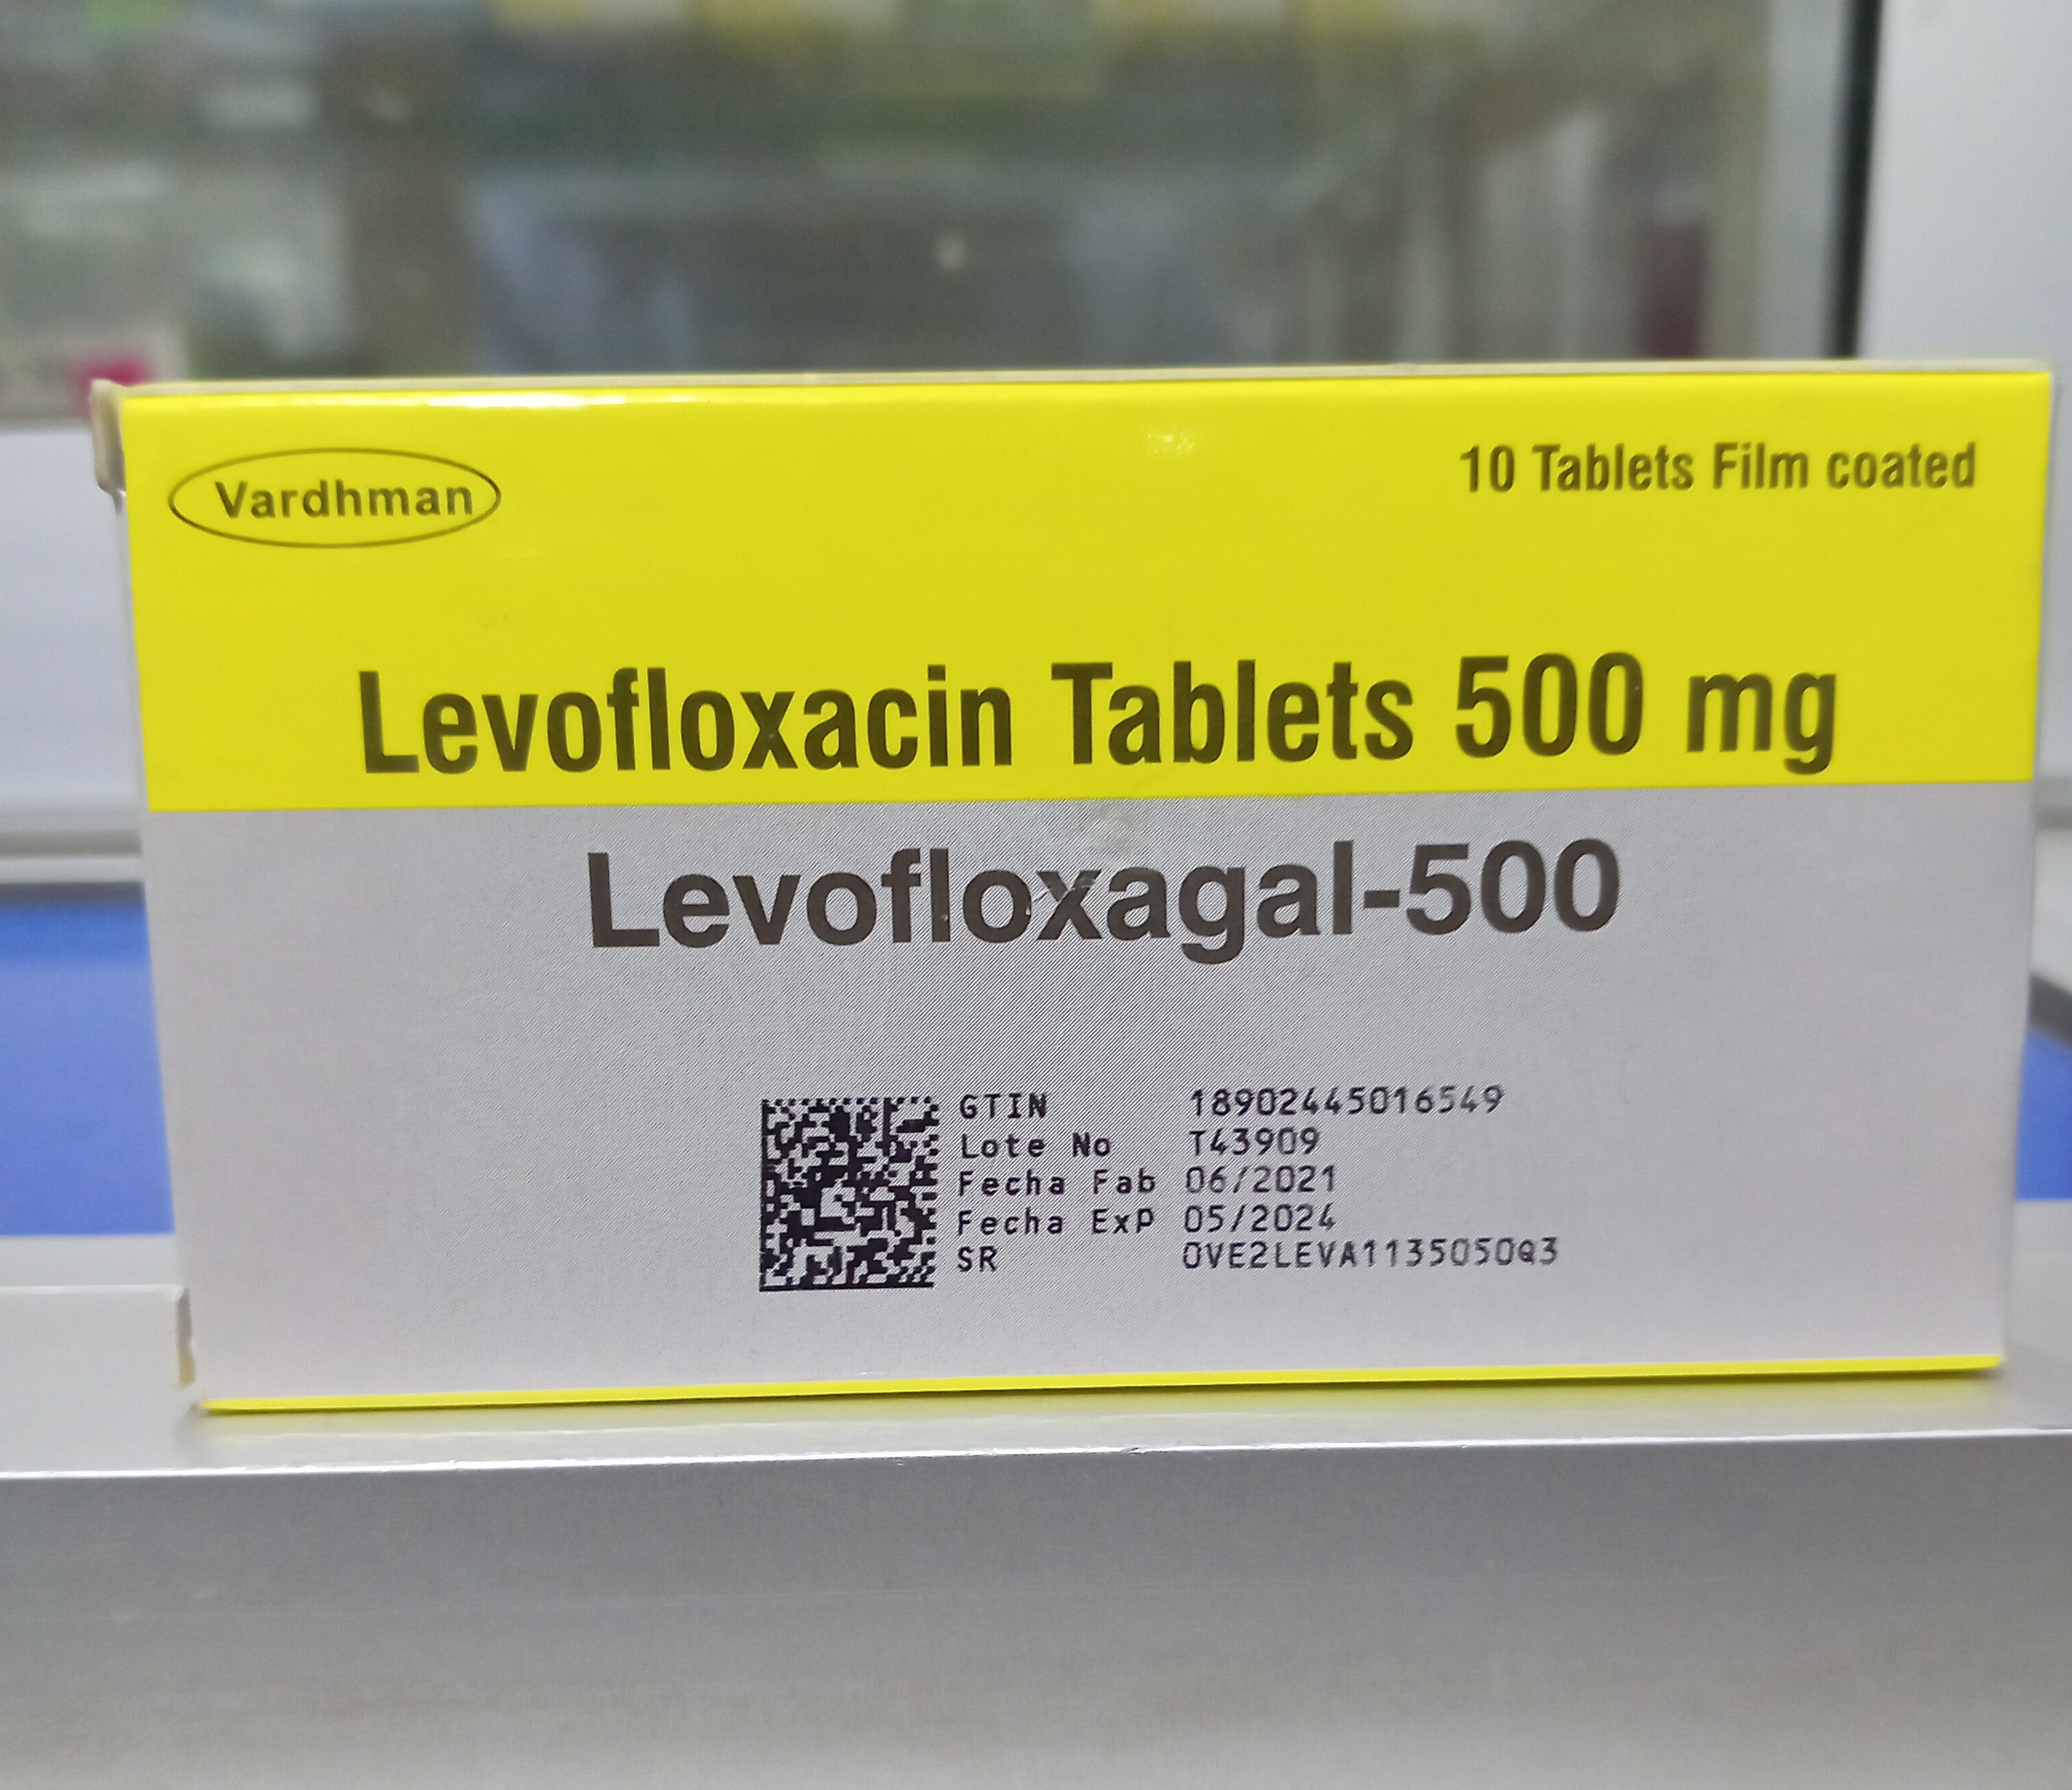 Vardhman
10 Tablets Film coated
Levofloxacin Tablets 500 mg
Levofloxagal-500
GTIN 18902445016549
Lote No T43909
Fecha Fab 06/2021
Fecha ExP 05/2024
SR 0VE2LEVA1135050Q3